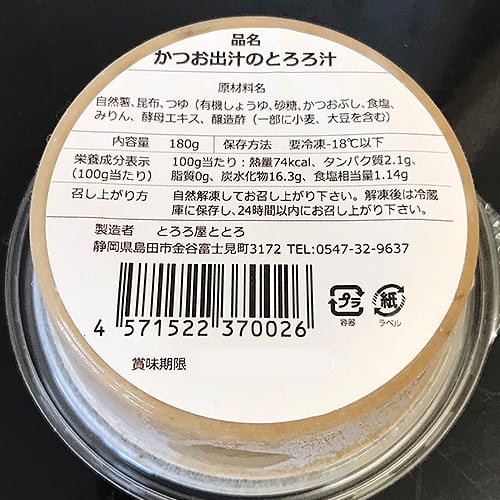 品名
かつお出汁のとろろ汁
原材料名
自然薯、昆布、つゆ（有機しょうゆ、砂糖、かつおぶし、食塩、
みりん、酵母エキス、醸造酢（一部に小麦、大豆を含む）
内容量 180g 保存方法 要冷凍-18℃以下
栄養成分表示 100g当たり：熱量74kcal、タンパク質2.1g、
(100g当たり) 脂質0g、炭水化物16.3g、食塩相当量1.14g
召し上がり方 自然解凍してお召し上がり下さい。解凍後は冷蔵
庫に保存し、24時間以内にお召し上がり下さい。
製造者 とろろ屋ととろ
静岡県島田市金谷富士見町3172 TEL:0547-32-9637
4 571522 370026
プラ 容器
紙 ラベル
賞味期限